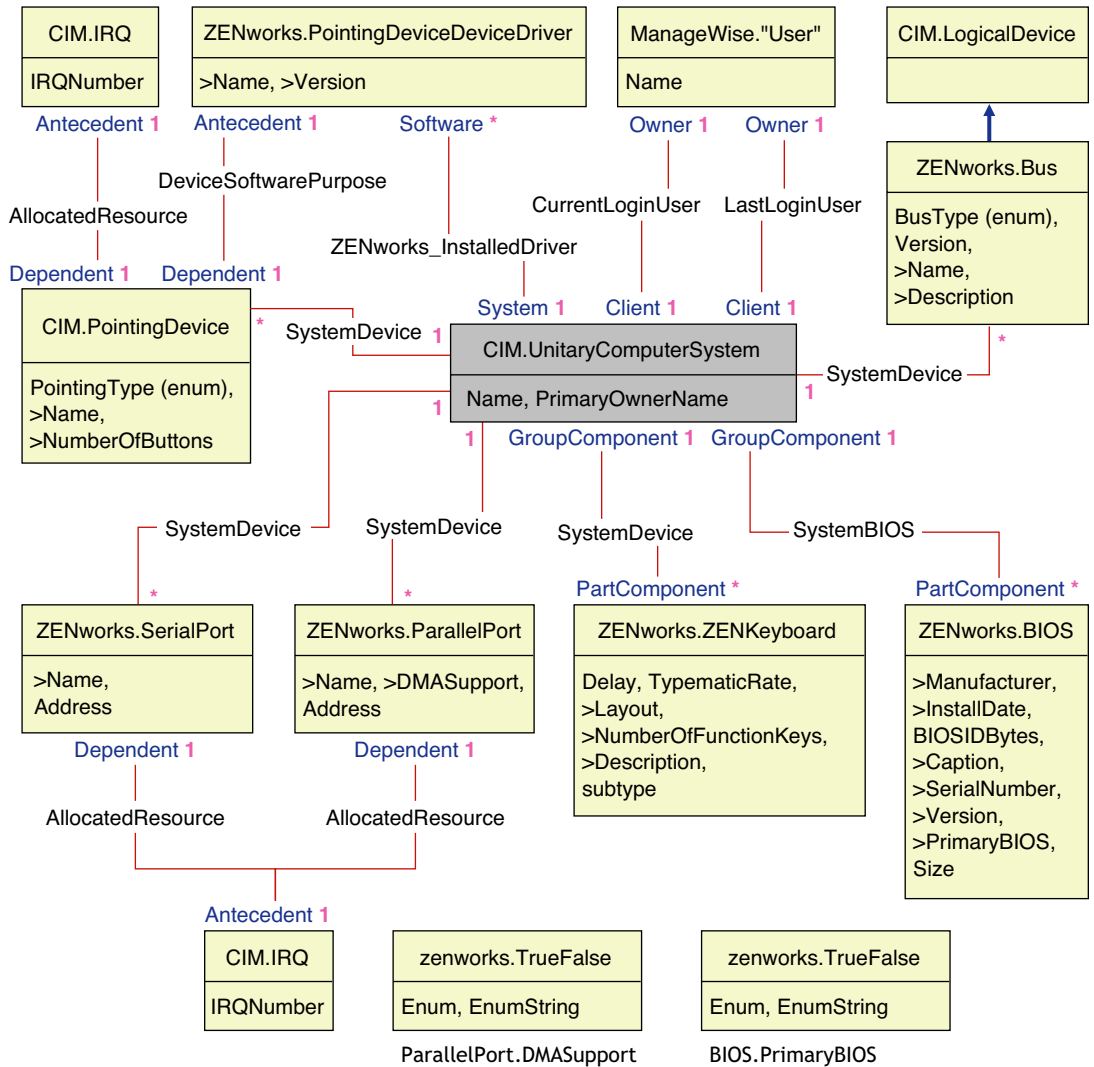 CIM.IRQ
IRQNumber
ZENworks.PointingDeviceDeviceDriver
>Name, >Version
ManageWise."User"
Name
CIM.LogicalDevice
Antecedent 1
Antecedent 1
Software *
Owner 1
Owner 1
DeviceSoftwarePurpose
AllocatedResource
ZENworks_InstalledDriver
CurrentLoginUser
LastLoginUser
ZENworks.Bus
BusType (enum),
Version,
>Name,
>Description
*
Dependent 1
Dependent 1
System 1
Client 1
Client 1
CIM.PointingDevice
PointingType (enum),
>Name,
>NumberOfButtons
*
SystemDevice
1
CIM.UnitaryComputerSystem
Name, PrimaryOwnerName
SystemDevice
1
1
1
GroupComponent 1
GroupComponent 1
SystemDevice
SystemDevice
SystemDevice
SystemBIOS
*
*
PartComponent *
PartComponent *
ZENworks.SerialPort
>Name,
Address
ZENworks.ParallelPort
>Name, >DMASupport,
Address
ZENworks.ZENKeyboard
Delay, TypematicRate,
>Layout,
>NumberOfFunctionKeys,
>Description,
subtype
ZENworks.BIOS
>Manufacturer,
>InstallDate,
BIOSIDBytes,
>Caption,
>SerialNumber,
>Version,
>PrimaryBIOS,
Size
Dependent 1
Dependent 1
AllocatedResource
AllocatedResource
Antecedent 1
CIM.IRQ
IRQNumber
zenworks.TrueFalse
Enum, EnumString
ParallelPort.DMASupport
zenworks.TrueFalse
Enum, EnumString
BIOS.PrimaryBIOS